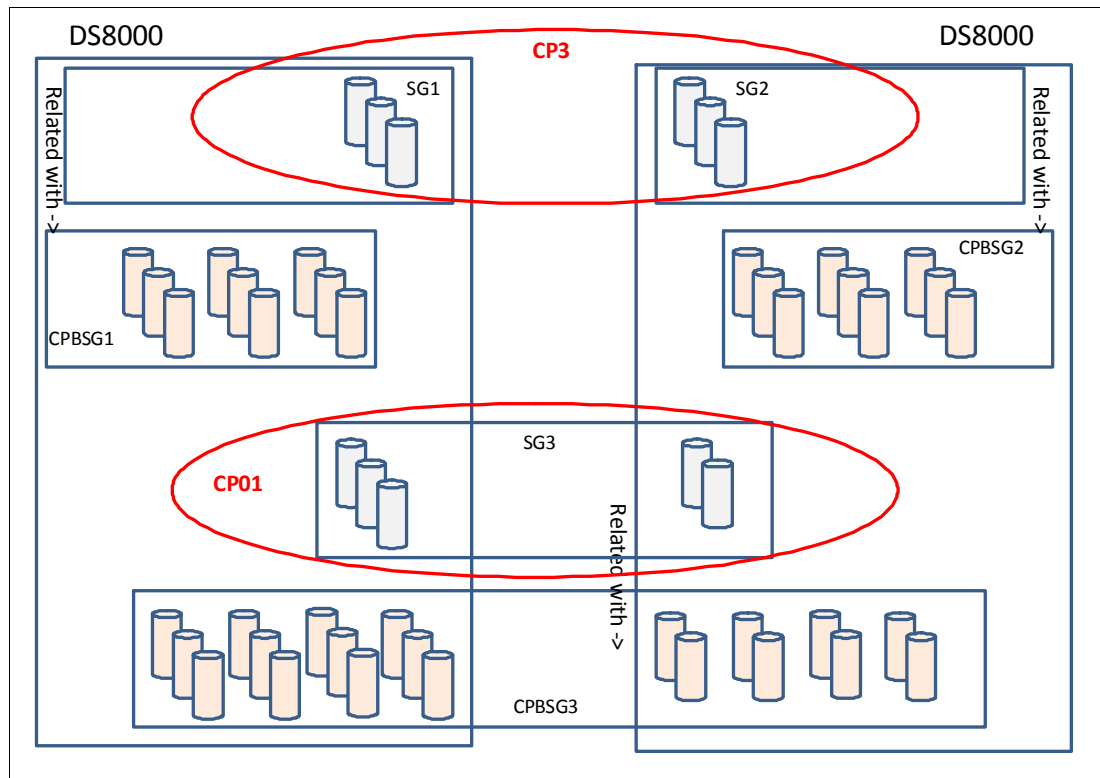 DS8000
CP3
DS8000
SG1
SG2
Related with ->
Related with ->
CPBSG1
CPBSG2
SG3
CP01
Related with ->
CPBSG3